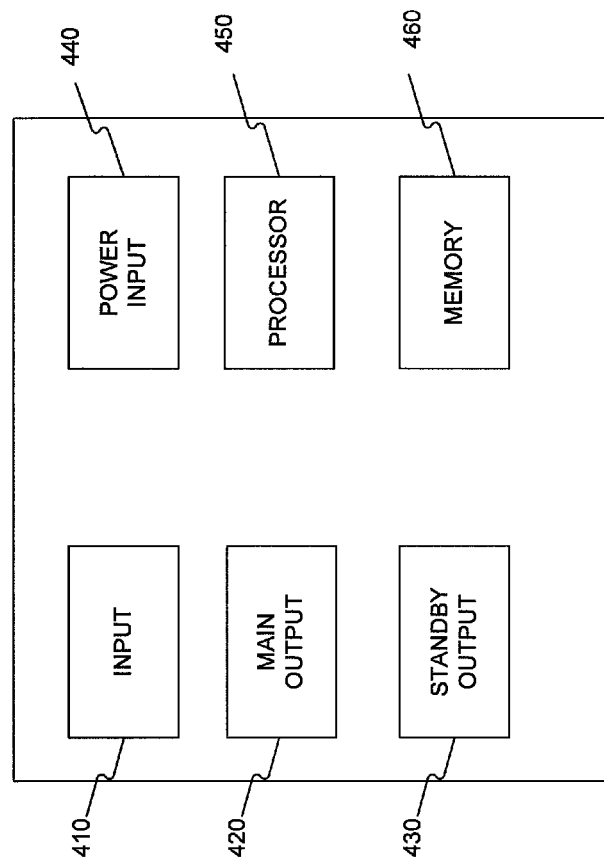 410
INPUT
420
MAIN
OUTPUT
430
STANDBY
OUTPUT
440
POWER
INPUT
450
PROCESSOR
460
MEMORY